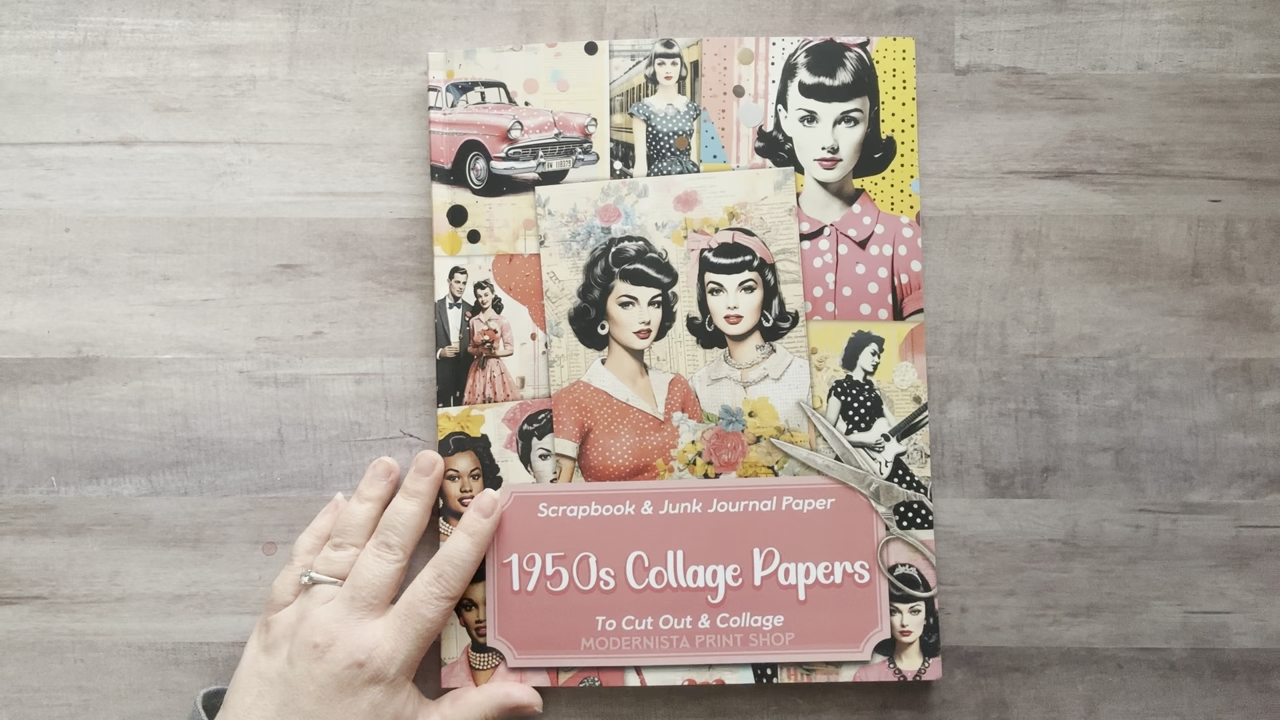 Scrapbook & Junk Journal Paper
1950s Collage Papers
To Cut Out & Collage
MODERNISTA PRINT SHOP